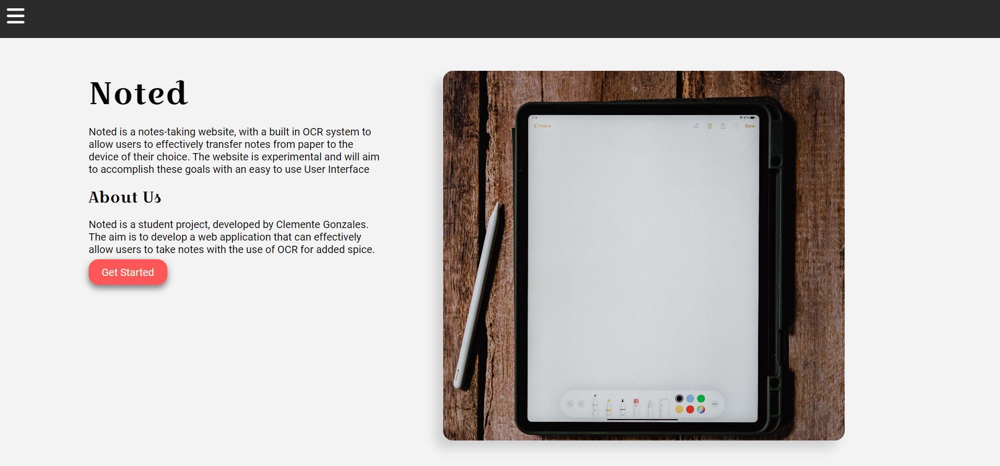 Noted
Noted is a notes-taking website, with a built in OCR system to
allow users to effectively transfer notes from paper to the
device of their choice. The website is experimental and will aim
to accomplish these goals with an easy to use User Interface
About Us
Noted is a student project, developed by Clemente Gonzales.
The aim is to develop a web application that can effectively
allow users to take notes with the use of OCR for added spice.
Get Started
1:13
67%
Folders
Done